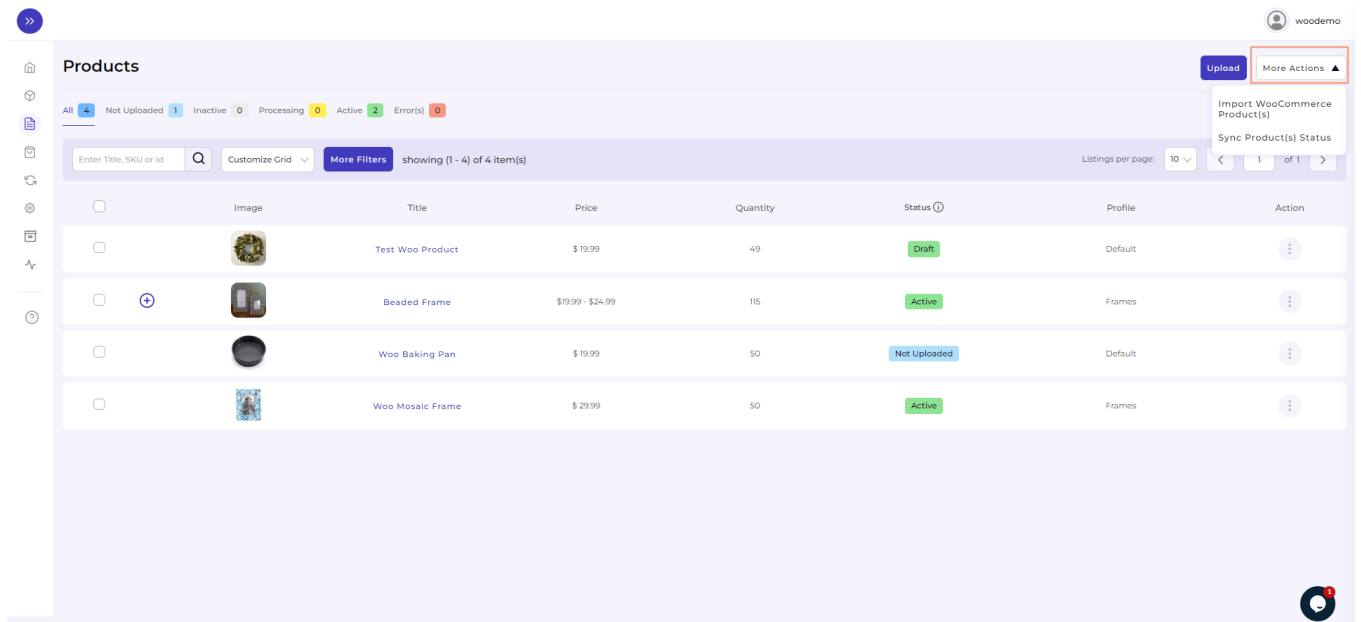 woodemo
Products
Upload
More Actions
Import WooCommerce
Product(s)
Sync Product(s) Status
All 4 Not Uploaded 1 Inactive 0 Processing 0 Active 2 Error(s) 0
Enter Title, SKU or Id Customize Grid More Filters showing (1 - 4) of 4 item(s) Listings per page: 10 1 of 1
Image Title Price Quantity Status Profile Action
Test Woo Product $ 19.99 49 Draft Default
Beaded Frame $19.99 - $24.99 115 Active Frames
Woo Baking Pan $ 19.99 50 Not Uploaded Default
Woo Mosaic Frame $ 29.99 50 Active Frames
1